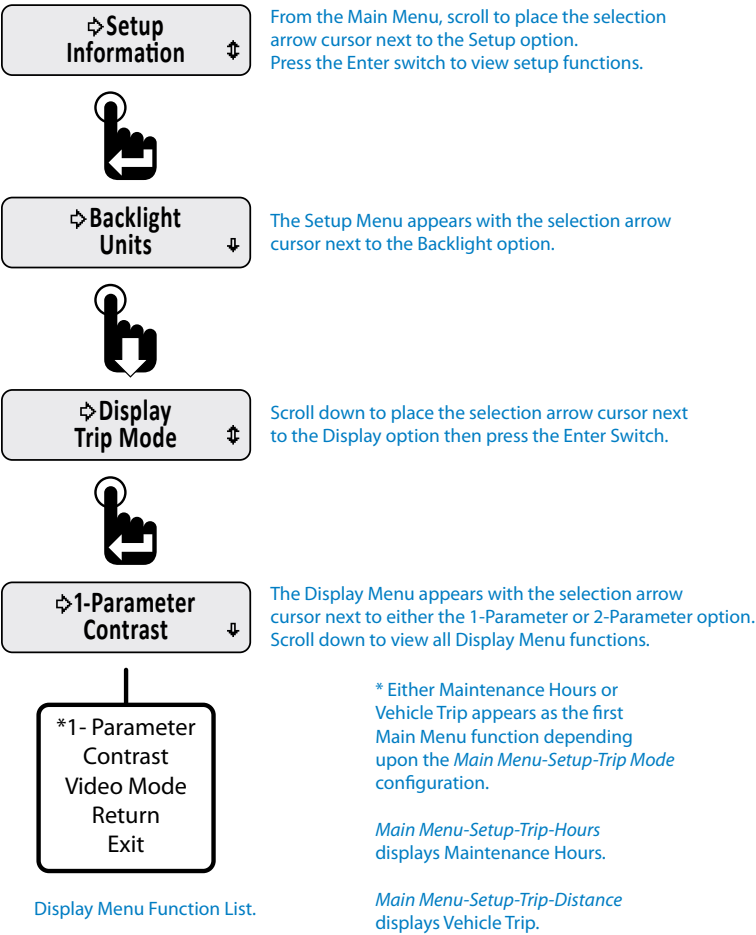 Setup
Information
From the Main Menu, scroll to place the selection
arrow cursor next to the Setup option.
Press the Enter switch to view setup functions.
Backlight
Units
The Setup Menu appears with the selection arrow
cursor next to the Backlight option.
Display
Trip Mode
Scroll down to place the selection arrow cursor next
to the Display option then press the Enter Switch.
1-Parameter
Contrast
The Display Menu appears with the selection arrow
cursor next to either the 1-Parameter or 2-Parameter option.
Scroll down to view all Display Menu functions.
*1- Parameter
Contrast
Video Mode
Return
Exit
Display Menu Function List.
* Either Maintenance Hours or
Vehicle Trip appears as the first
Main Menu function depending
upon the Main Menu-Setup-Trip Mode
configuration.
Main Menu-Setup-Trip-Hours
displays Maintenance Hours.
Main Menu-Setup-Trip-Distance
displays Vehicle Trip.